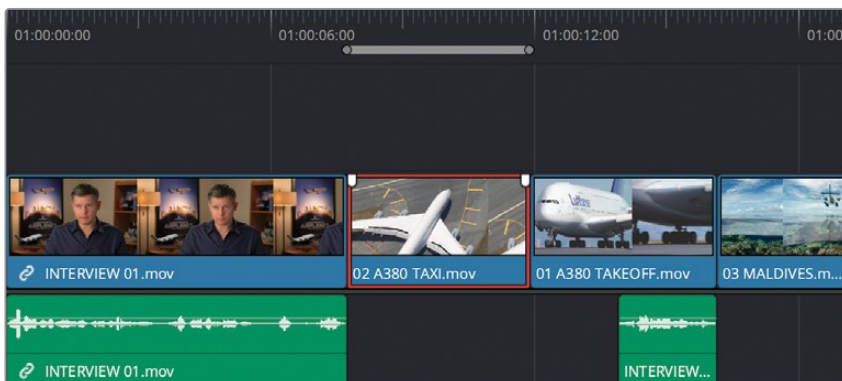 01:00:00:00 01:00:06:00 01:00:12:00 01:00
INTERVIEW 01.mov 02 A380 TAXI.mov 01 A380 TAKEOFF.mov 03 MALDIVES.m...
INTERVIEW 01.mov INTERVIEW...